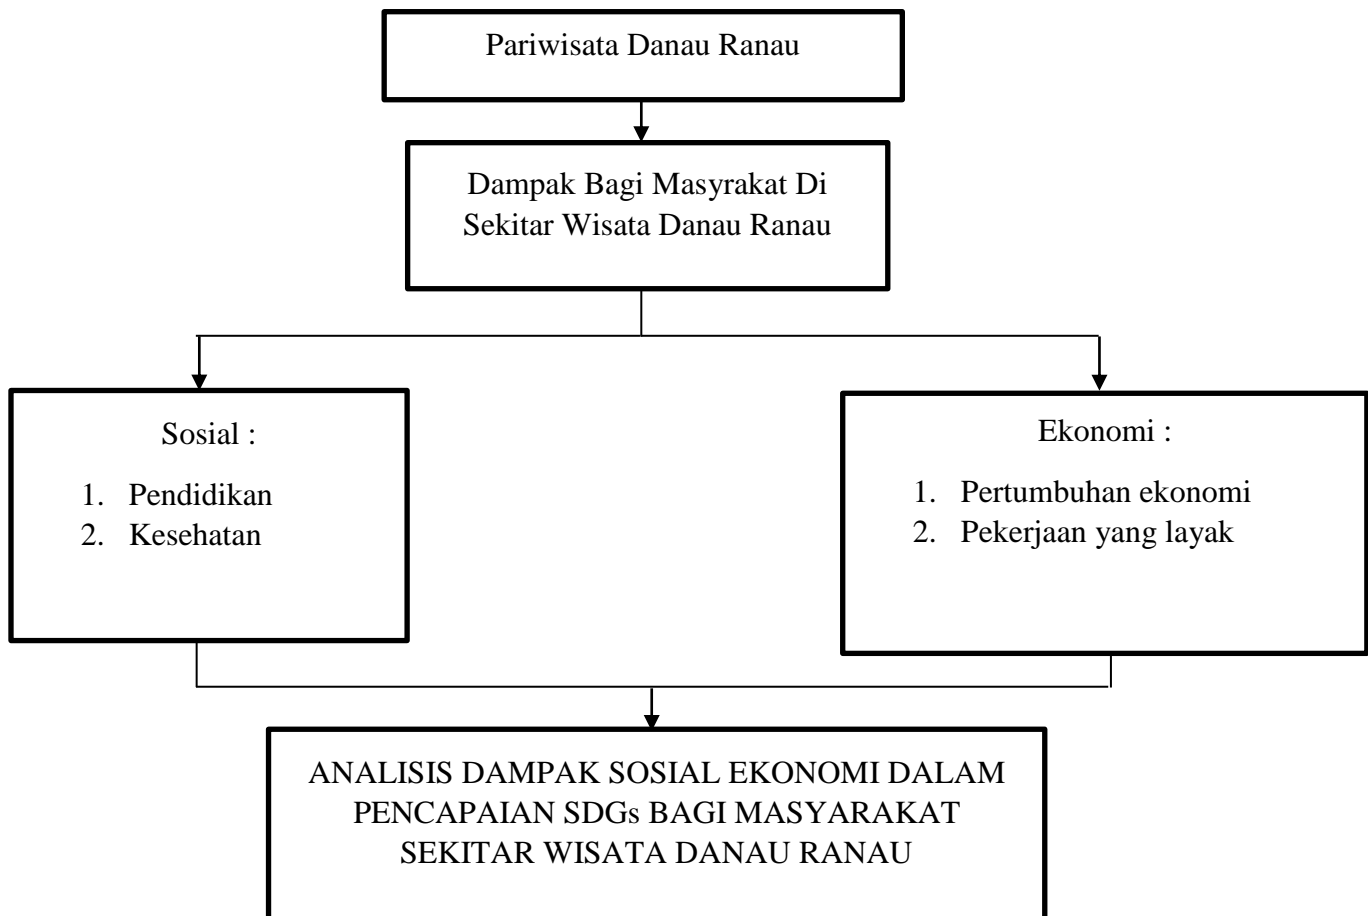 Pariwisata Danau Ranau
Dampak Bagi Masyrakat Di
Sekitar Wisata Danau Ranau
Sosial :
1. Pendidikan
2. Kesehatan
Ekonomi :
1. Pertumbuhan ekonomi
2. Pekerjaan yang layak
ANALISIS DAMPAK SOSIAL EKONOMI DALAM
PENCAPAIAN SDGs BAGI MASYARAKAT
SEKITAR WISATA DANAU RANAU